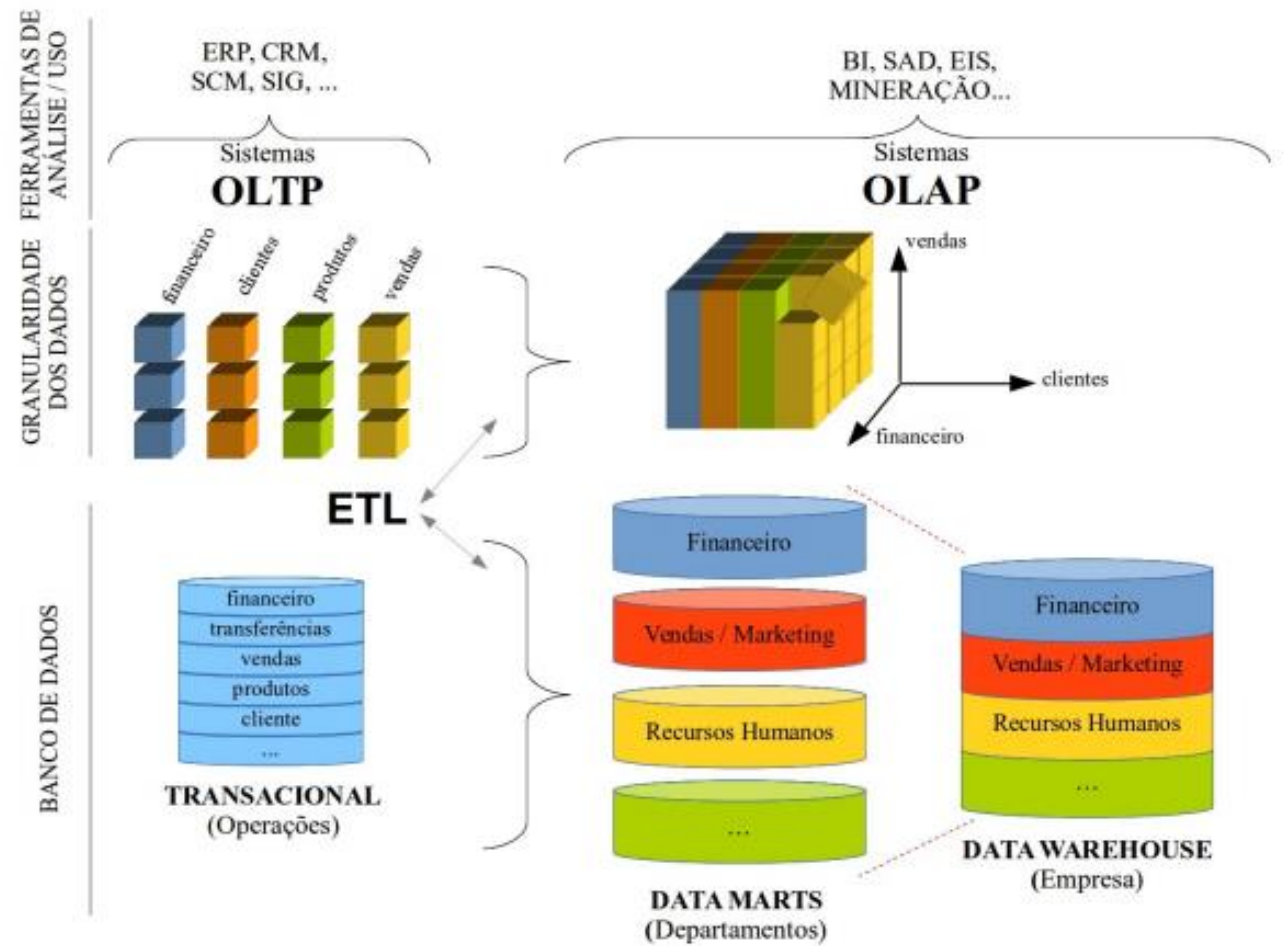 FERRAMENTAS DE
ANÁLISE / USO
ERP, CRM,
SCM, SIG, ...
Sistemas
OLTP
BI, SAD, EIS,
MINERAÇÃO...
Sistemas
OLAP
GRANULARIDADE
DOS DADOS
financeiro
clientes
produtos
vendas
vendas
clientes
financeiro
ETL
BANCO DE DADOS
financeiro
transferências
vendas
produtos
cliente
...
TRANSACIONAL
(Operações)
Financeiro
Vendas / Marketing
Recursos Humanos
...
DATA MARTS
(Departamentos)
Financeiro
Vendas / Marketing
Recursos Humanos
...
DATA WAREHOUSE
(Empresa)